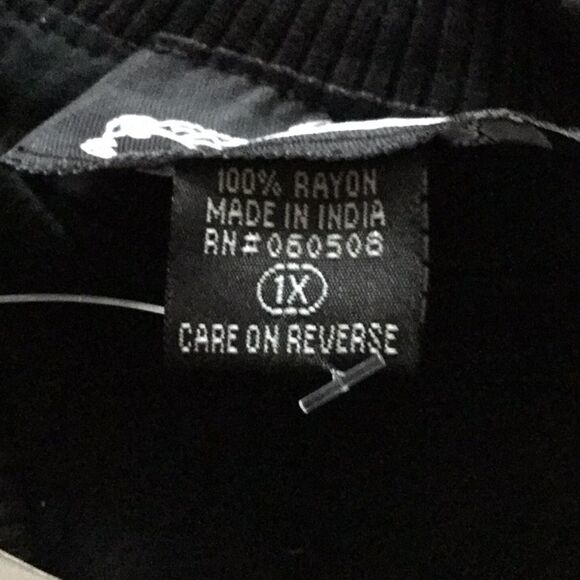 100% RAYON
MADE IN INDIA
RN#060508
1X
CARE ON REVERSE